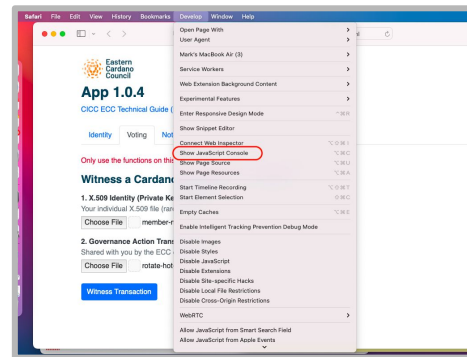 Safari File Edit View History Bookmarks Develop Window Help
Eastern
Cardano
Council
App 1.0.4
CICC ECC Technical Guide (
Identity Voting Not
Only use the functions on this
Witness a Cardano
1. X.509 Identity (Private Ke
Your individual X.509 file (rar
Choose File member-r
2. Governance Action Trans
Shared with you by the ECC
Choose File rotate-hot
Witness Transaction
Open Page With
User Agent
Mark's MacBook Air (3)
Service Workers
Web Extension Background Content
Experimental Features
Enter Responsive Design Mode ⌥⌘R
Show Snippet Editor
Connect Web Inspector ⌥⇧⌘I
Show JavaScript Console ⌥⌘C
Show Page Source ⌥⌘U
Show Page Resources ⌥⌘A
Start Timeline Recording ⌥⇧⌘T
Start Element Selection ⇧⌘C
Empty Caches ⌥⌘E
Enable Intelligent Tracking Prevention Debug Mode
Disable Images
Disable Styles
Disable JavaScript
Disable Extensions
Disable Site-specific Hacks
Disable Local File Restrictions
Disable Cross-Origin Restrictions
WebRTC
Allow JavaScript from Smart Search Field
Allow JavaScript from Apple Events